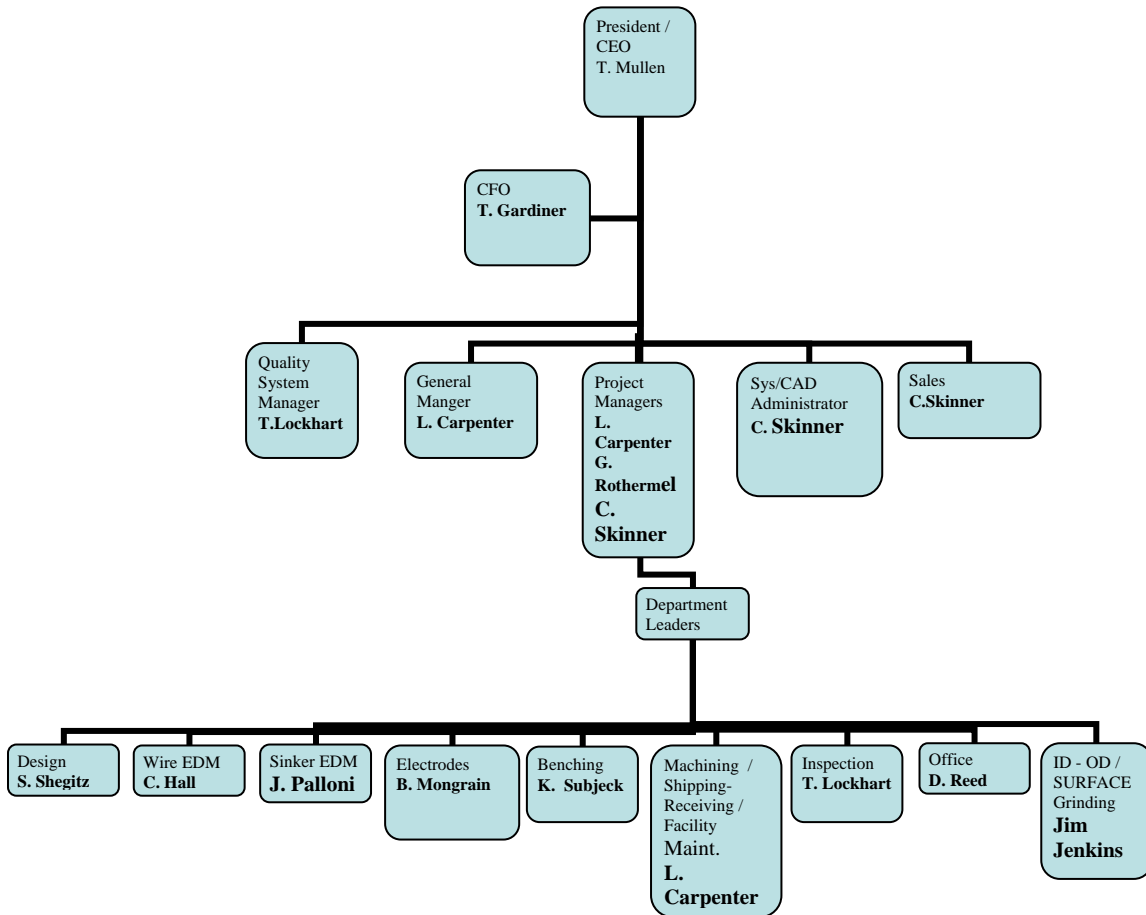 President /
CEO
T. Mullen
CFO
T. Gardiner
Quality
System
Manager
T.Lockhart
General
Manger
L. Carpenter
Project
Managers
L.
Carpenter
G.
Rothermel
C.
Skinner
Sys/CAD
Administrator
C. Skinner
Sales
C.Skinner
Department
Leaders
Design
S. Shegitz
Wire EDM
C. Hall
Sinker EDM
J. Palloni
Electrodes
B. Mongrain
Benching
K. Subjeck
Machining /
Shipping-
Receiving /
Facility
Maint.
L.
Carpenter
Inspection
T. Lockhart
Office
D. Reed
ID - OD /
SURFACE
Grinding
Jim
Jenkins